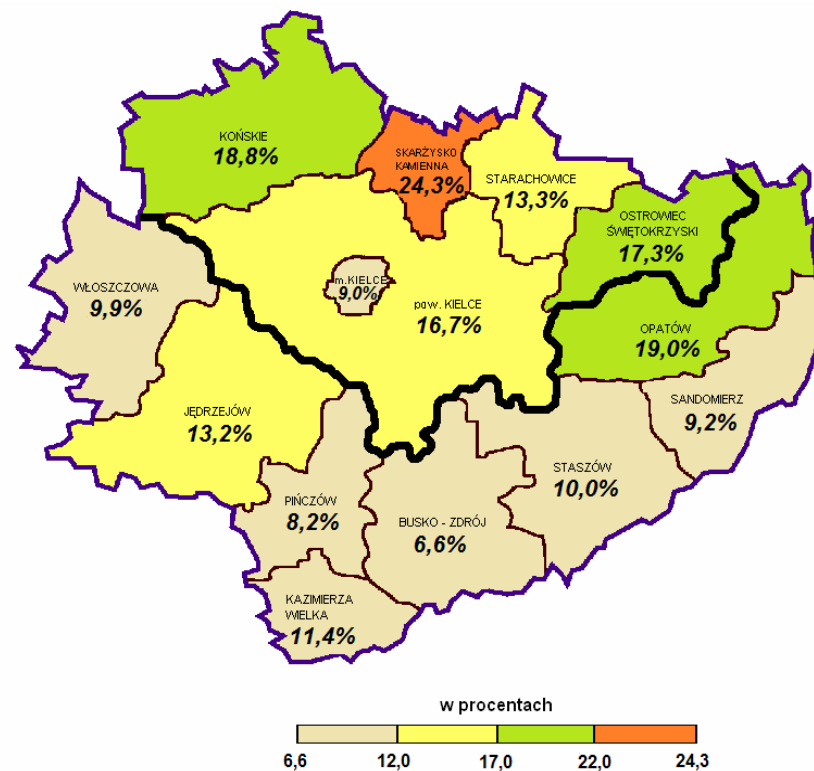 KOŃSKIE
18,8%
SKARŻYSKO
KAMIENNA
24,3%
STARACHOWICE
13,3%
OSTROWIEC
ŚWIĘTOKRZYSKI
17,3%
WŁOSZCZOWA
9,9%
m.KIELCE
9,0%
pow. KIELCE
16,7%
OPATÓW
19,0%
SANDOMIERZ
9,2%
JĘDRZEJÓW
13,2%
STASZÓW
10,0%
PIŃCZÓW
8,2%
BUSKO - ZDRÓJ
6,6%
KAZIMIERZA
WIELKA
11,4%
w procentach
6,6 12,0 17,0 22,0 24,3